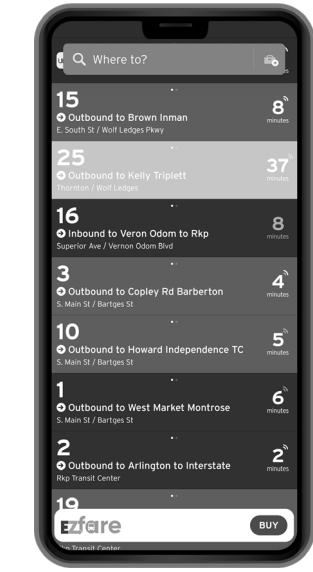 Where to?
15
Outbound to Brown Inman
E. South St / Wolf Ledges Pkwy
8
minutes
25
Outbound to Kelly Triplett
Thornton / Wolf Ledges
37
minutes
16
Inbound to Veron Odom to Rkp
Superior Ave / Vernon Odom Blvd
8
minutes
3
Outbound to Copley Rd Barberton
S. Main St / Bartges St
4
minutes
10
Outbound to Howard Independence TC
S. Main St / Bartges St
5
minutes
1
Outbound to West Market Montrose
S. Main St / Bartges St
6
minutes
2
Outbound to Arlington to Interstate
Rkp Transit Center
2
minutes
19
EZfare
BUY
Rkp Transit Center